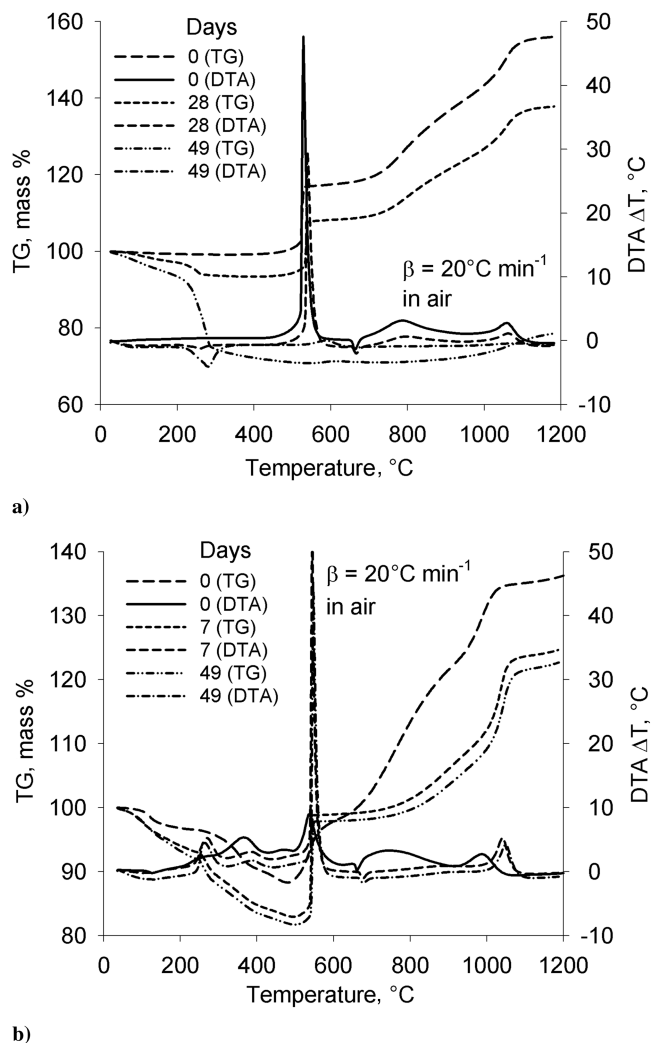 Days
0 (TG)
0 (DTA)
28 (TG)
28 (DTA)
49 (TG)
49 (DTA)
β = 20°C min-1
in air
TG, mass %
160
140
120
100
80
60
DTA ΔT, °C
50
40
30
20
10
0
-10
0
200
400
600
800
1000
1200
Temperature, °C
a)
Days
0 (TG)
0 (DTA)
7 (TG)
7 (DTA)
49 (TG)
49 (DTA)
β = 20°C min-1
in air
TG, mass %
140
130
120
110
100
90
80
DTA ΔT, °C
50
40
30
20
10
0
-10
0
200
400
600
800
1000
1200
Temperature, °C
b)